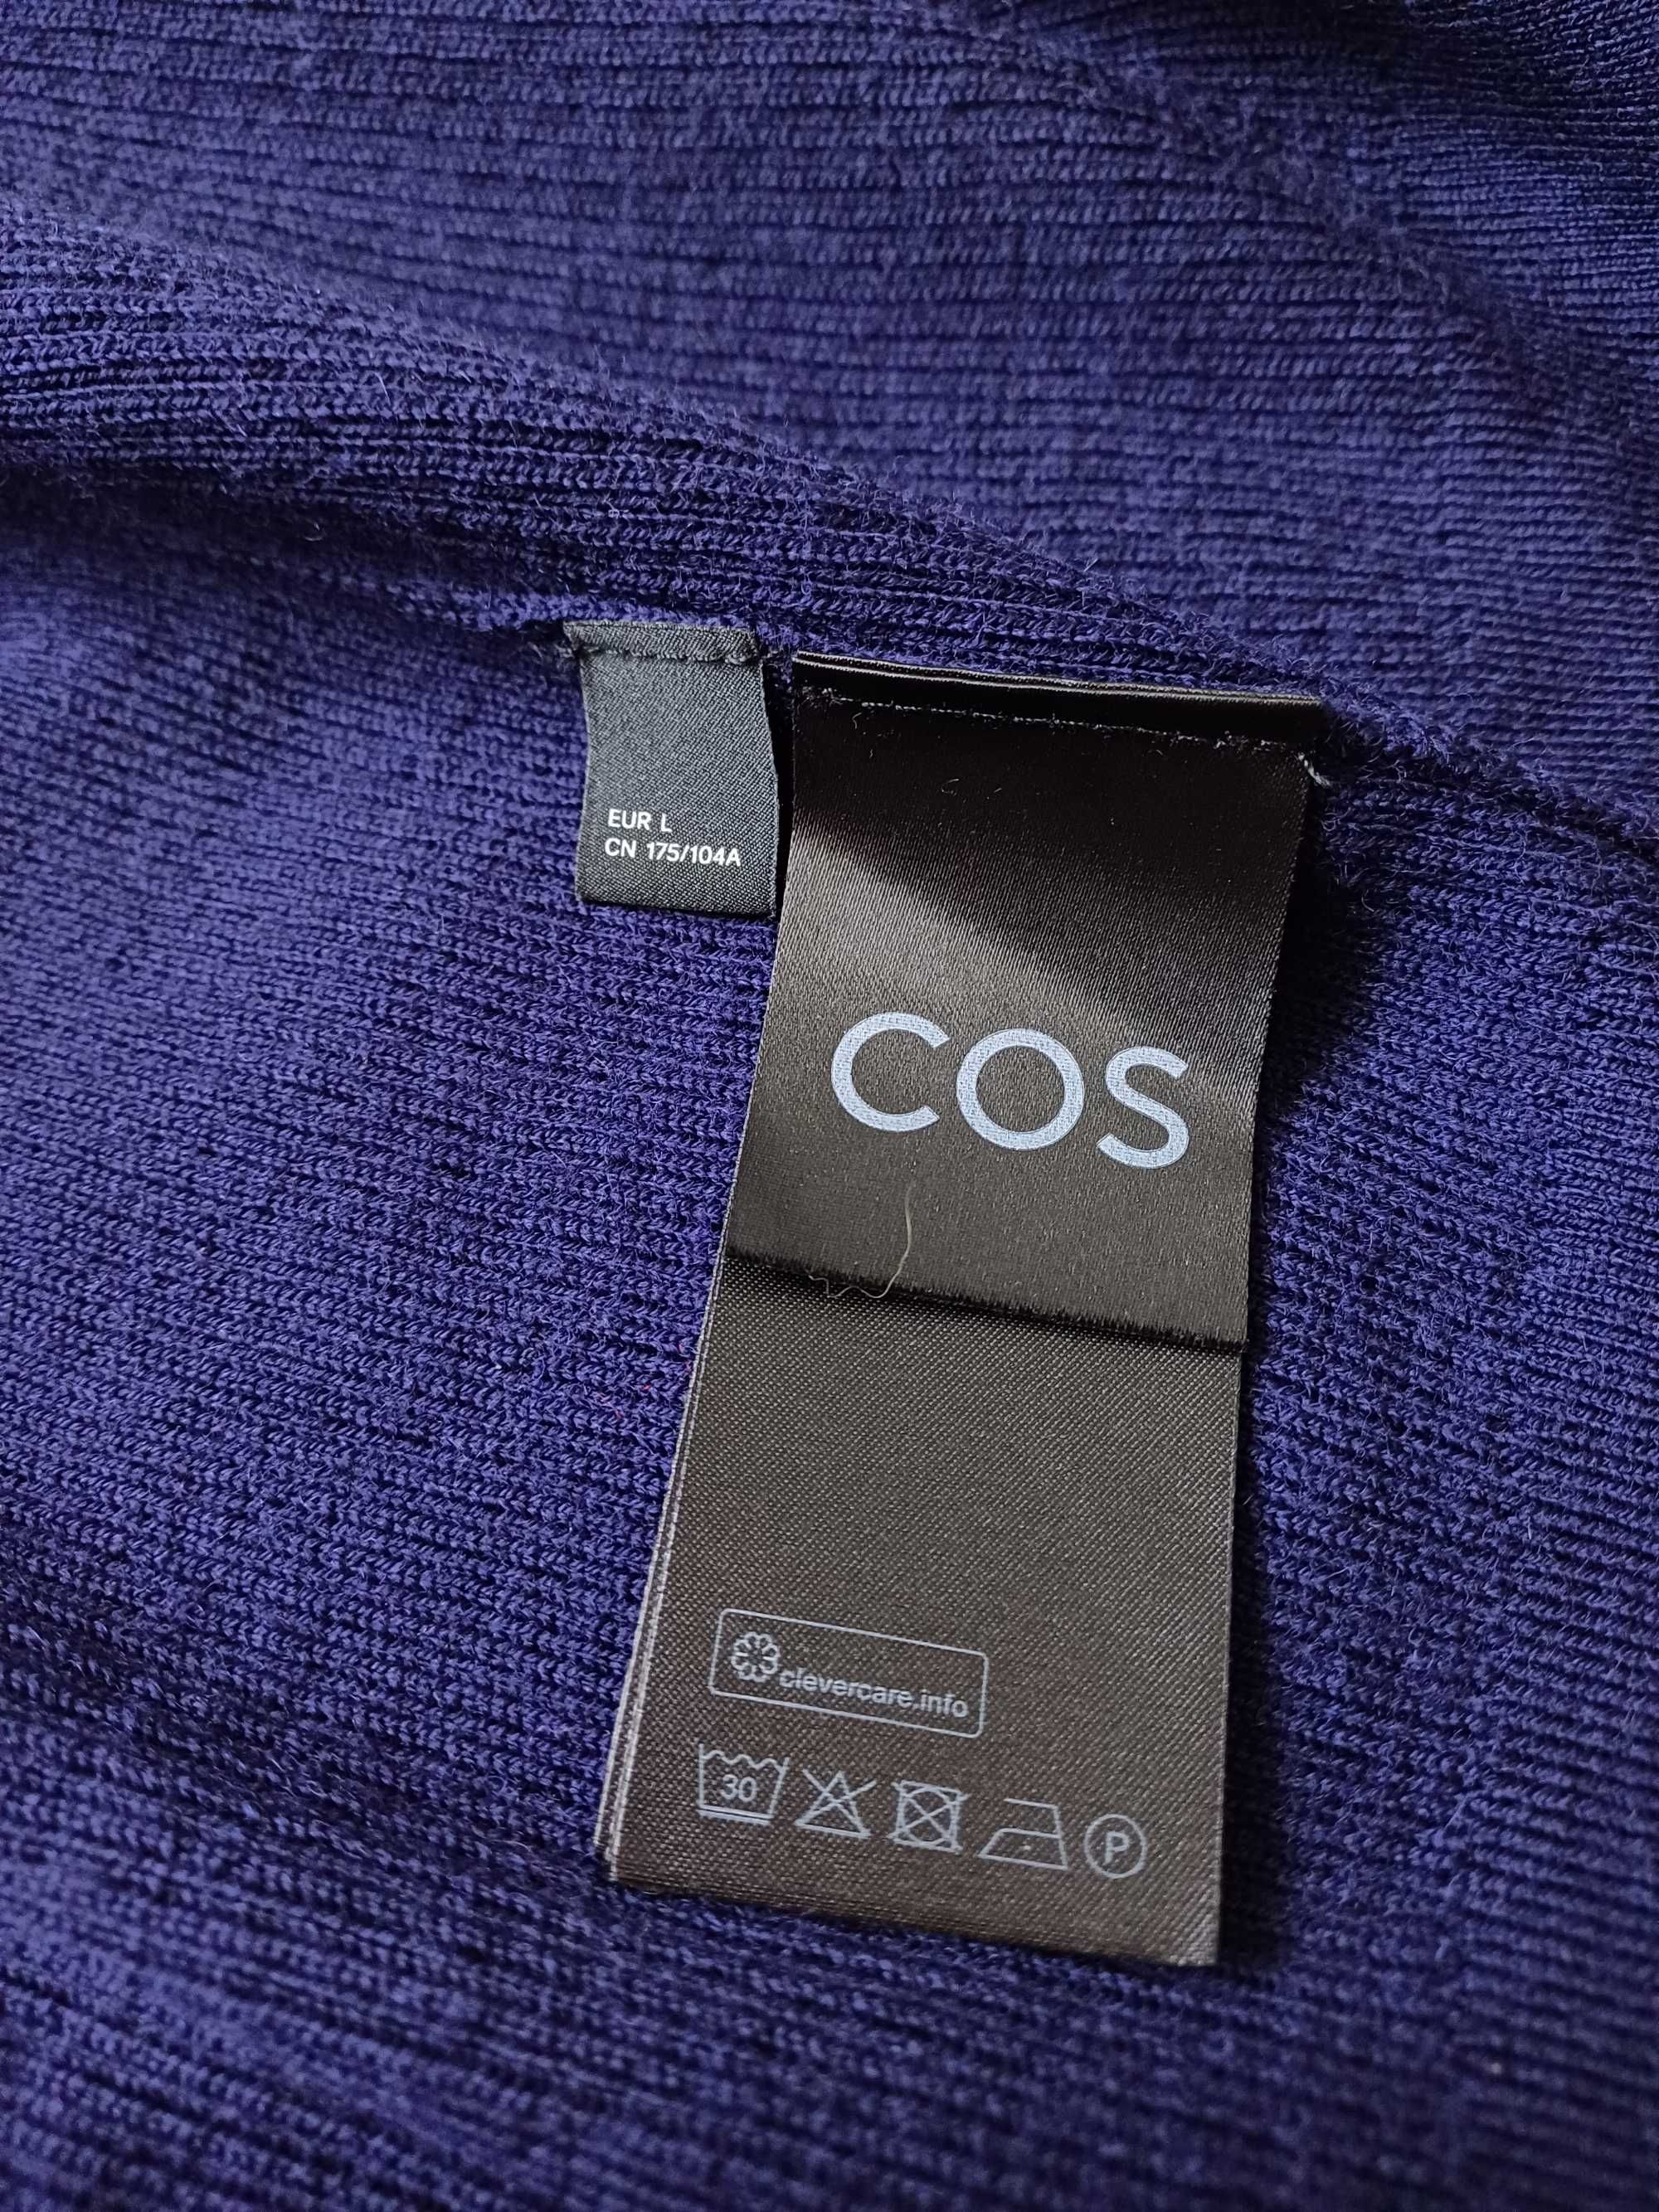 EUR L
CN 175/104A
COS
clevercare.info
30
P